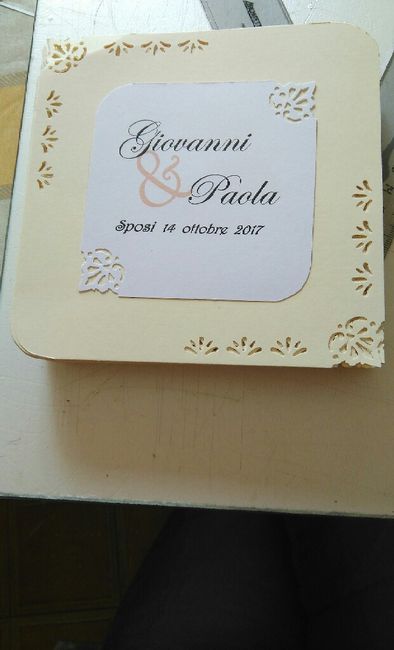 Giovanni
&
Paola
Sposi 14 ottobre 2017